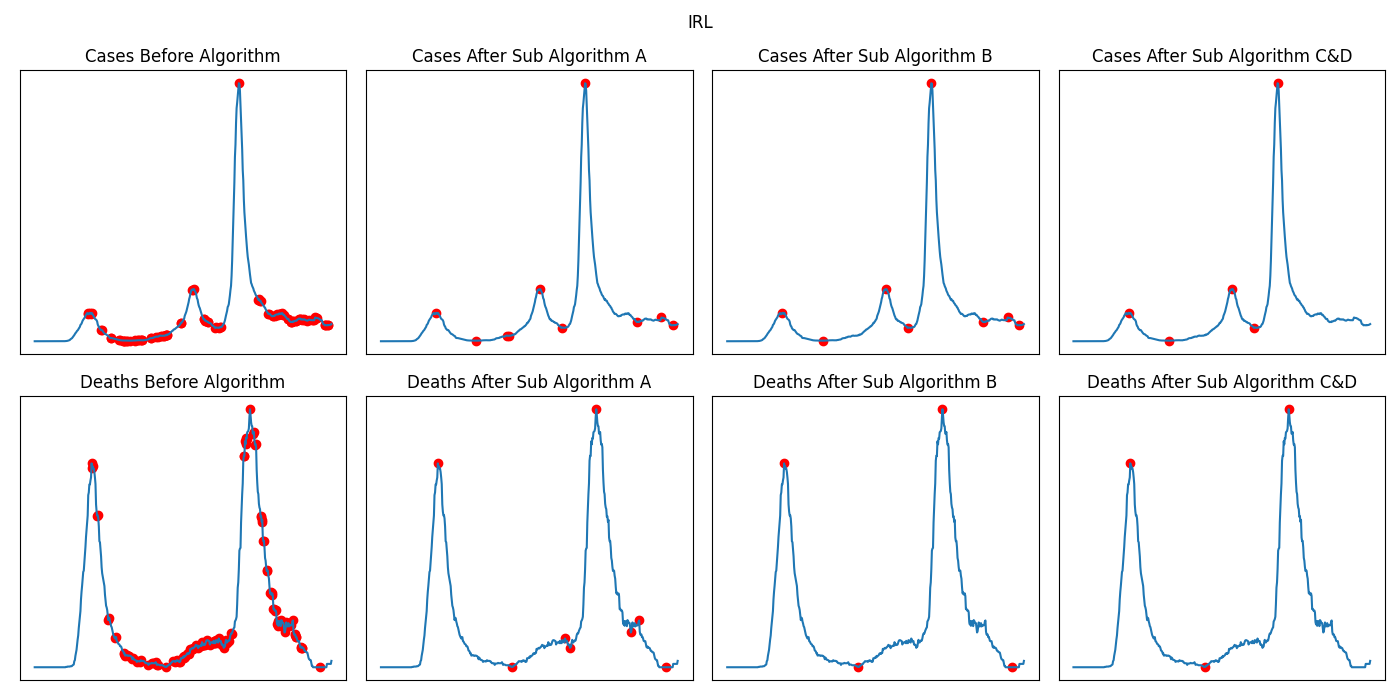 IRL
Cases Before Algorithm
Cases After Sub Algorithm A
Cases After Sub Algorithm B
Cases After Sub Algorithm C&D
Deaths Before Algorithm
Deaths After Sub Algorithm A
Deaths After Sub Algorithm B
Deaths After Sub Algorithm C&D